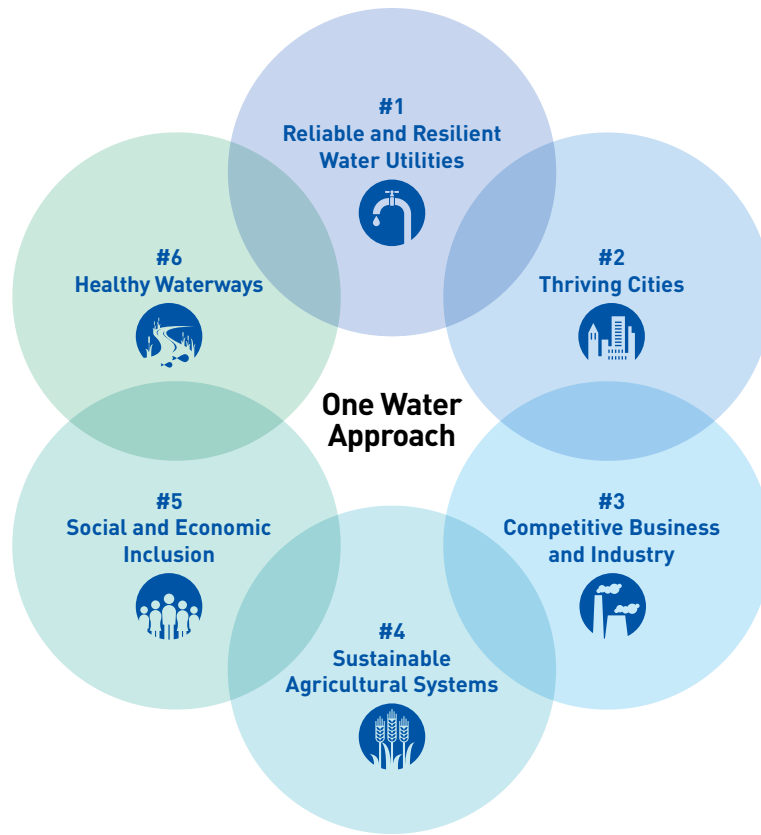 #1
Reliable and Resilient
Water Utilities
#2
Thriving Cities
#3
Competitive Business
and Industry
#4
Sustainable
Agricultural Systems
#5
Social and Economic
Inclusion
#6
Healthy Waterways
One Water
Approach